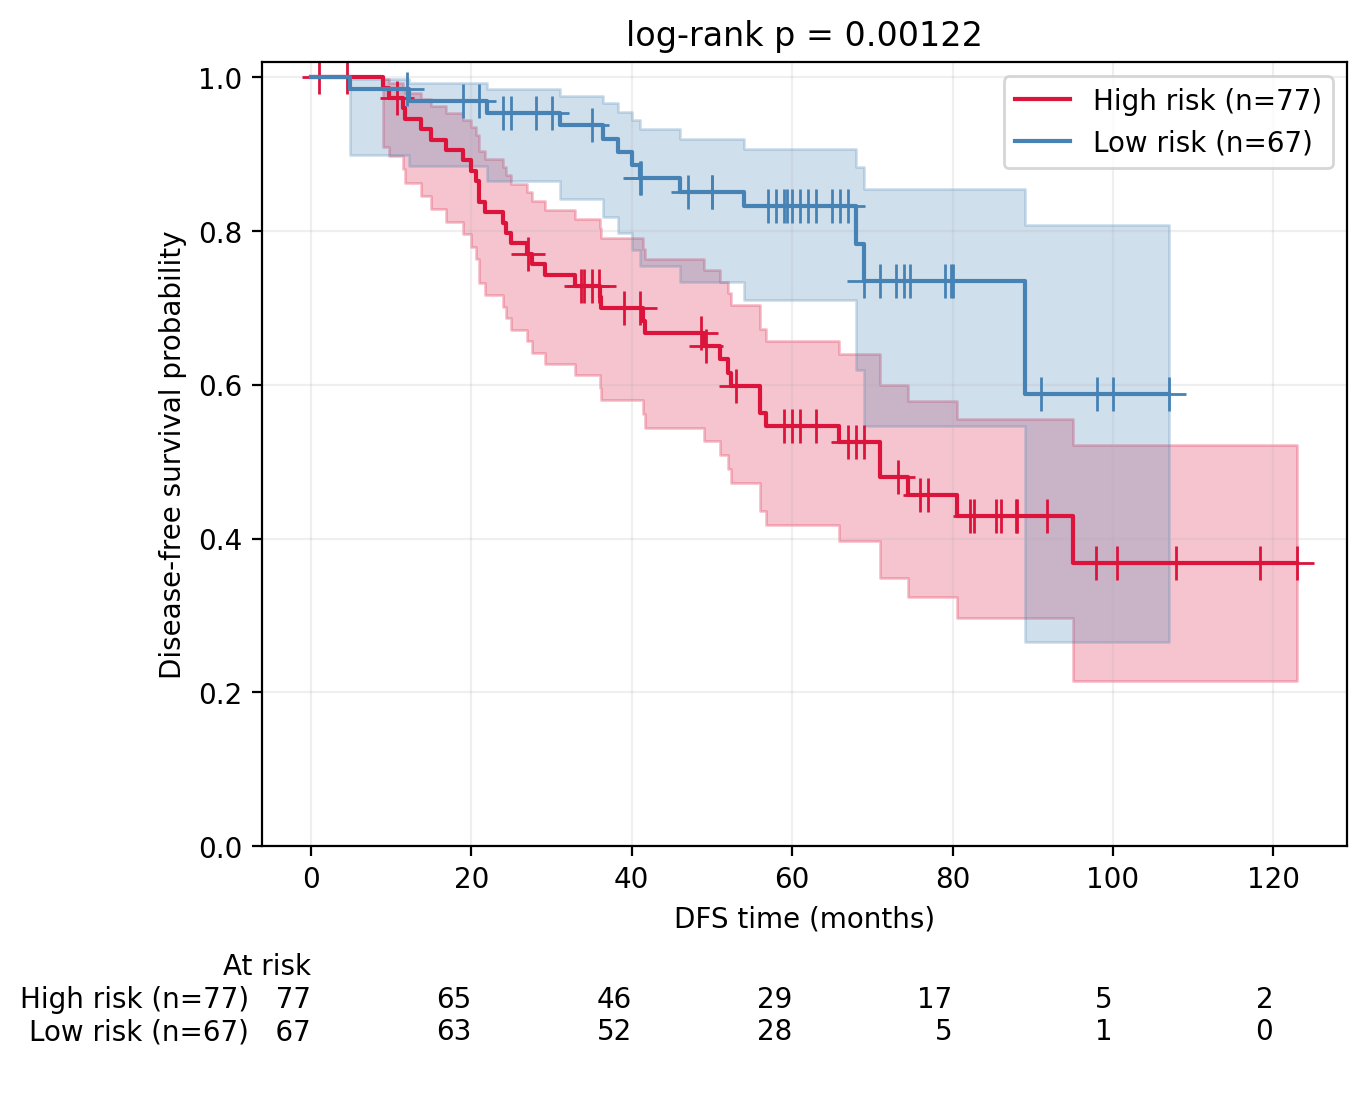 log-rank p = 0.00122
High risk (n=77)
Low risk (n=67)
Disease-free survival probability
1.0
0.8
0.6
0.4
0.2
0.0
0 20 40 60 80 100 120
DFS time (months)
At risk
High risk (n=77) 77 65 46 29 17 5 2
Low risk (n=67) 67 63 52 28 5 1 0